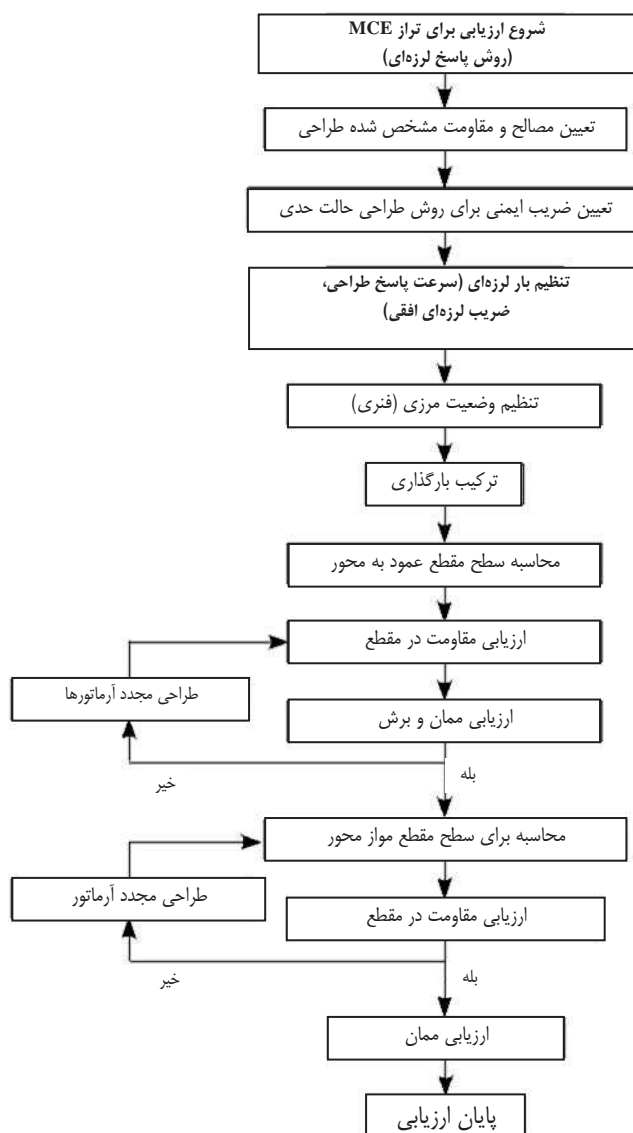 شروع ارزیابی برای تراز MCE
(روش پاسخ لرزه‌ای)
تعیین مصالح و مقاومت مشخص شده طراحی
تعیین ضریب ایمنی برای روش طراحی حالت حدی
تنظیم بار لرزه‌ای (سرعت پاسخ طراحی،
ضریب لرزه‌ای افقی)
تنظیم وضعیت مرزی (فنری)
ترکیب بارگذاری
محاسبه سطح مقطع عمود به محور
ارزیابی مقاومت در مقطع
طراحی مجدد آرماتورها
ارزیابی ممان و برش
بله
خیر
محاسبه برای سطح مقطع مواز محور
طراحی مجدد آرماتور
ارزیابی مقاومت در مقطع
بله
خیر
ارزیابی ممان
پایان ارزیابی